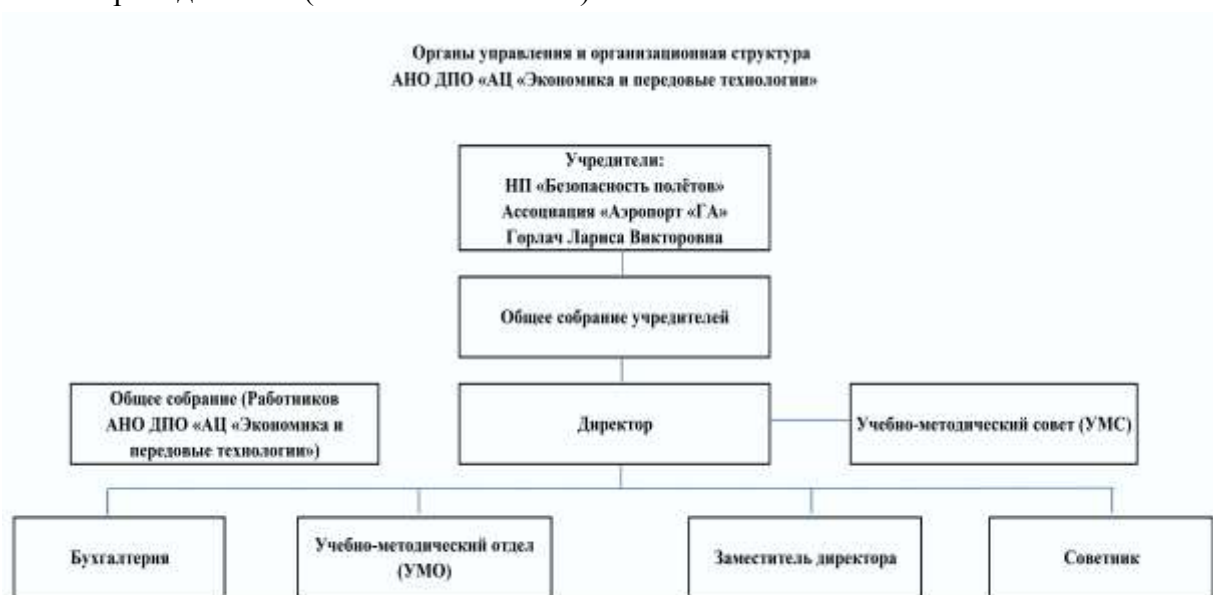 Органы управления и организационная структура
АНО ДПО «АЦ «Экономика и передовые технологии»
Учредители:
НП «Безопасность полётов»
Ассоциация «Аэропорт «ГА»
Горлач Лариса Викторовна
Общее собрание учредителей
Общее собрание (Работников
АНО ДПО «АЦ «Экономика и
передовые технологии»)
Директор
Учебно-методический совет (УМС)
Бухгалтерия
Учебно-методический отдел
(УМО)
Заместитель директора
Советник